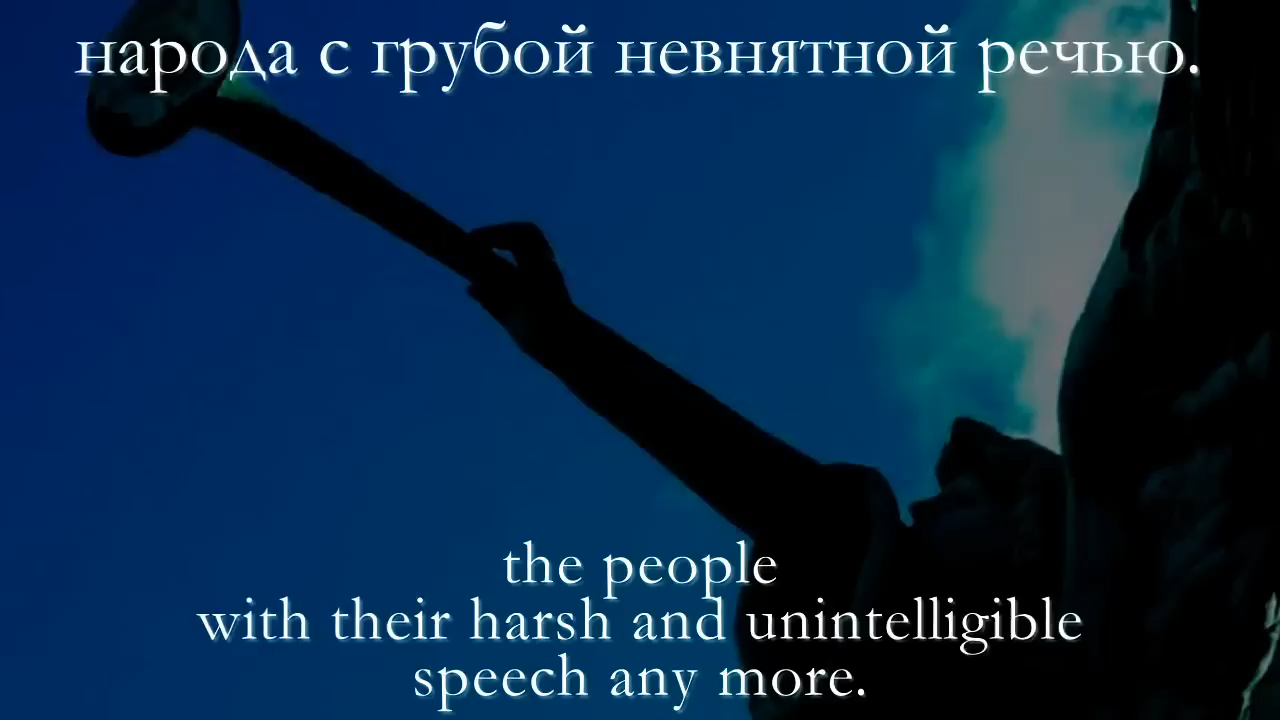 народа с грубой невнятной речью.
the people
with their harsh and unintelligible
speech any more.